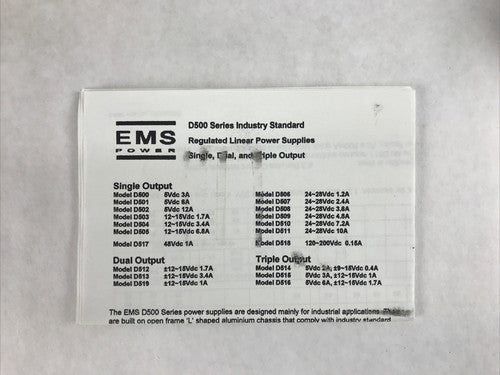 EMS
POWER
D500 Series Industry Standard
Regulated Linear Power Supplies
Single, Dual, and Triple Output
Single Output
Model D500 5Vdc 3A
Model D501 5Vdc 6A
Model D502 5Vdc 12A
Model D503 12~15Vdc 1.7A
Model D504 12~15Vdc 3.4A
Model D505 12~15Vdc 6.8A
Model D517 48Vdc 1A
Model D506 24~28Vdc 1.2A
Model D507 24~28Vdc 2.4A
Model D508 24~28Vdc 3.6A
Model D509 24~28Vdc 4.8A
Model D510 24~28Vdc 7.2A
Model D511 24~28Vdc 10A
Model D518 120~200Vdc 0.15A
Dual Output
Model D512 ±12~15Vdc 1.7A
Model D513 ±12~15Vdc 3.4A
Model D519 ±12~15Vdc 1A
Triple Output
Model D514 5Vdc 2A, ±9~15Vdc 0.4A
Model D515 5Vdc 3A, ±12~15Vdc 1A
Model D516 5Vdc 6A, ±12~15Vdc 1.7A
The EMS D500 Series power supplies are designed mainly for industrial applications.
are built on open frame 'L' shaped aluminium chassis that comply with industry standard